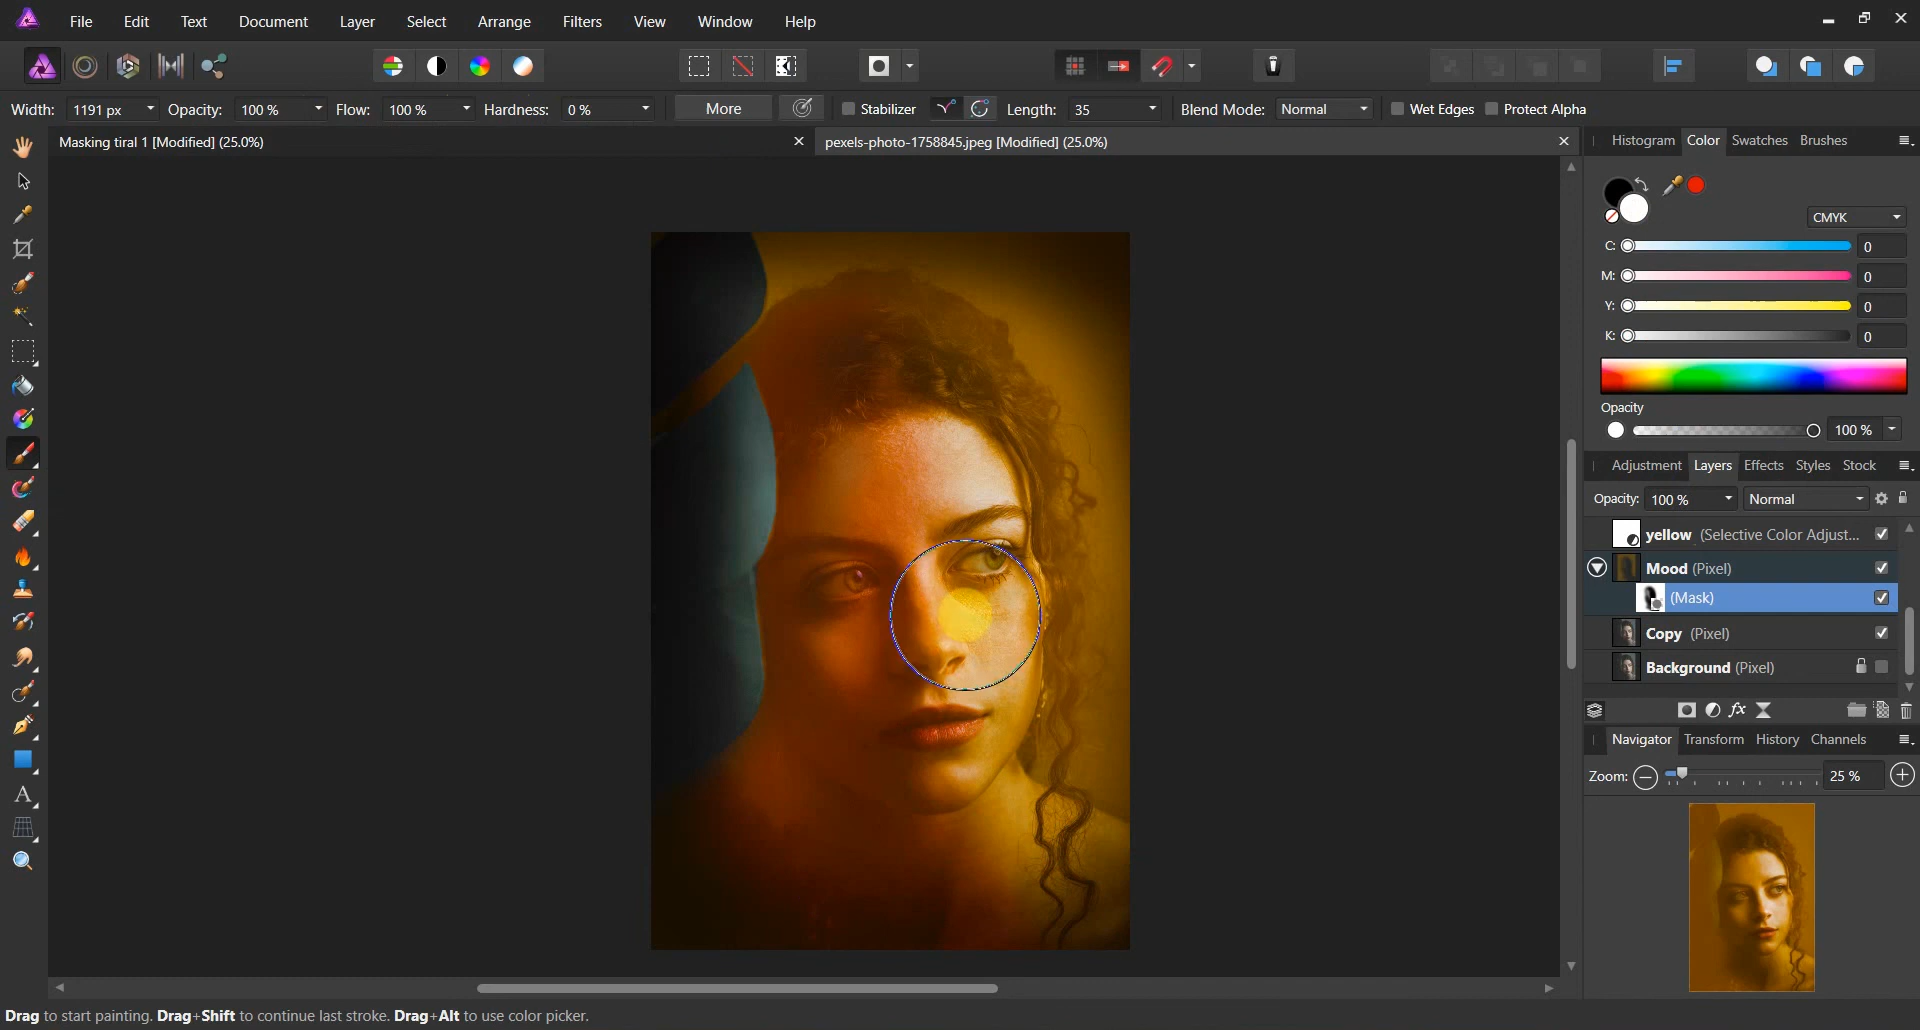 File Edit Text Document Layer Select Arrange Filters View Window Help
Width: 1191 px Opacity: 100 % Flow: 100 % Hardness: 0 % More Stabilizer Length: 35 Blend Mode: Normal Wet Edges Protect Alpha
Masking tiral 1 [Modified] (25.0%) pexels-photo-1758845.jpeg [Modified] (25.0%)
Histogram Color Swatches Brushes
CMYK
C: 0
M: 0
Y: 0
K: 0
Opacity
100 %
Adjustment Layers Effects Styles Stock
Opacity: 100 % Normal
yellow (Selective Color Adjust...
Mood (Pixel)
(Mask)
Copy (Pixel)
Background (Pixel)
Navigator Transform History Channels
Zoom: 25 %
Drag to start painting. Drag+Shift to continue last stroke. Drag+Alt to use color picker.